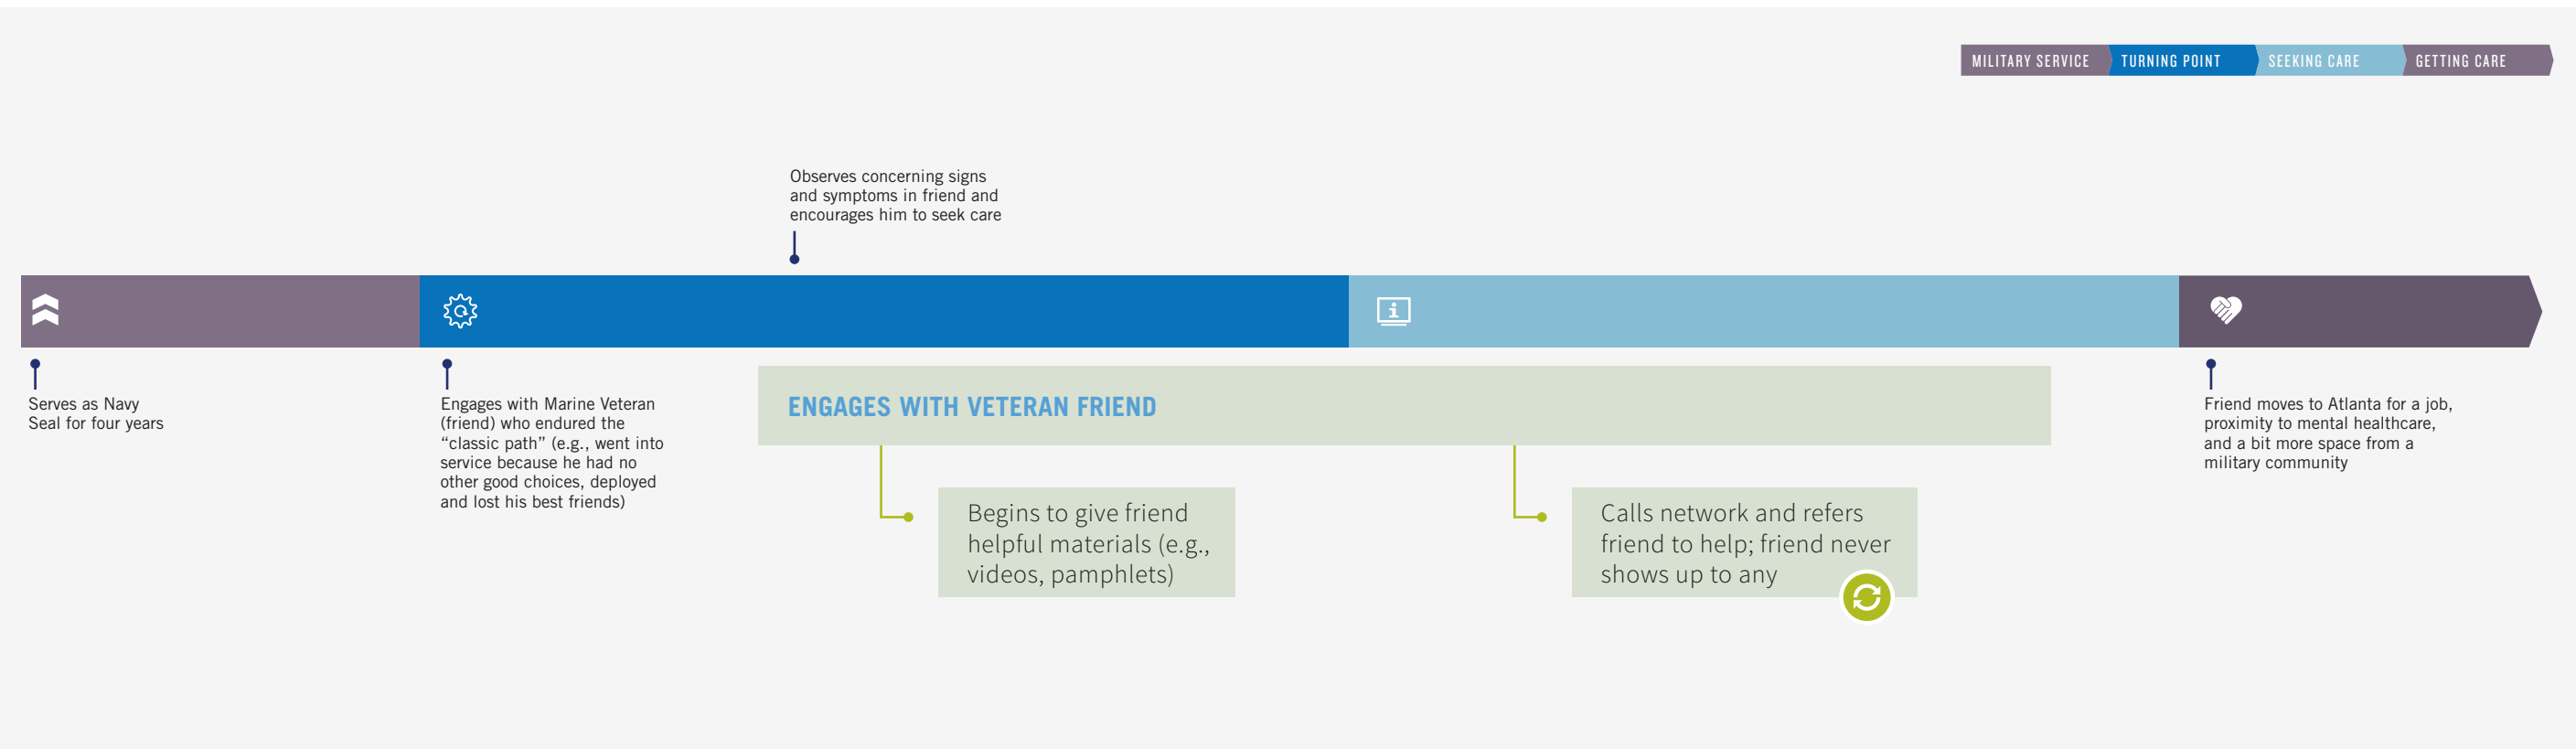 MILITARY SERVICE
TURNING POINT
SEEKING CARE
GETTING CARE
Observes concerning signs
and symptoms in friend and
encourages him to seek care
Serves as Navy
Seal for four years
Engages with Marine Veteran
(friend) who endured the
“classic path” (e.g., went into
service because he had no
other good choices, deployed
and lost his best friends)
ENGAGES WITH VETERAN FRIEND
Begins to give friend
helpful materials (e.g.,
videos, pamphlets)
Calls network and refers
friend to help; friend never
shows up to any
Friend moves to Atlanta for a job,
proximity to mental healthcare,
and a bit more space from a
military community